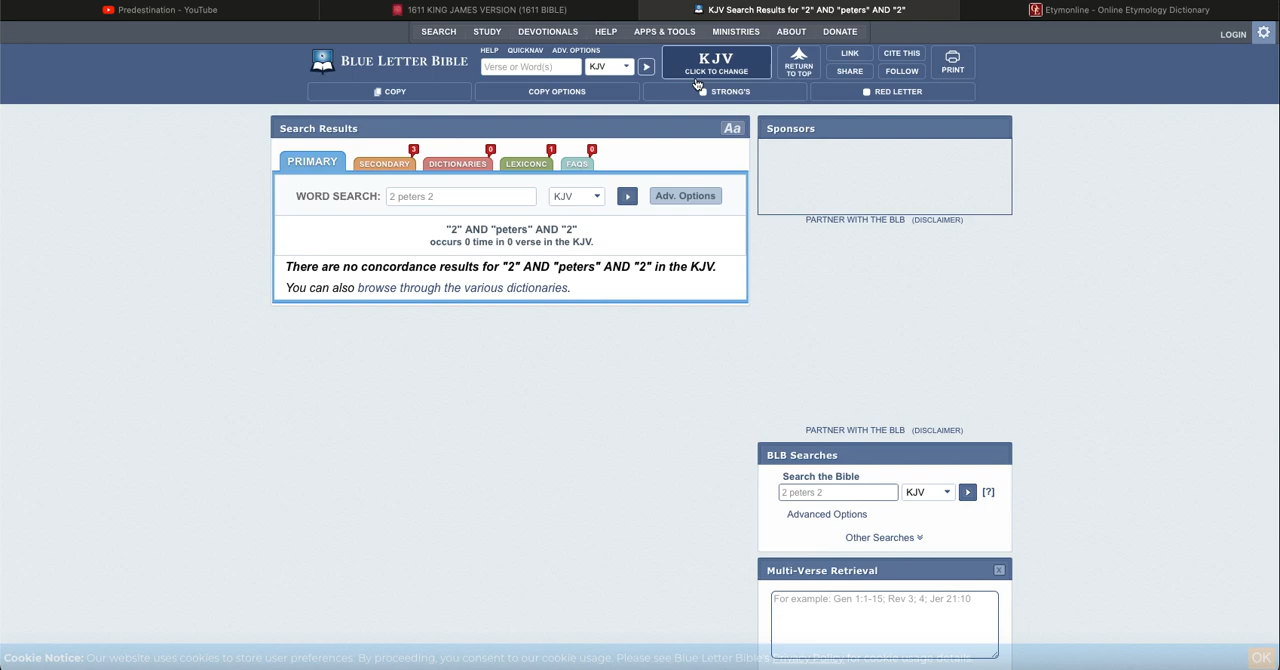 Predestination - YouTube
1611 KING JAMES VERSION (1611 BIBLE)
KJV Search Results for "2" AND "peters" AND "2"
Etymonline - Online Etymology Dictionary
SEARCH STUDY DEVOTIONALS HELP APPS & TOOLS MINISTRIES ABOUT DONATE
LOGIN
BLUE LETTER BIBLE
HELP QUICKNAV ADV. OPTIONS
Verse or Word(s) KJV
KJV
CLICK TO CHANGE
RETURN
TO TOP
LINK CITE THIS
SHARE FOLLOW
PRINT
COPY COPY OPTIONS STRONG'S RED LETTER
Search Results Aa
PRIMARY SECONDARY 3 DICTIONARIES 0 LEXICONC 1 FAQS 0
WORD SEARCH: 2 peters 2 KJV Adv. Options
"2" AND "peters" AND "2"
occurs 0 time in 0 verse in the KJV.
There are no concordance results for "2" AND "peters" AND "2" in the KJV.
You can also browse through the various dictionaries.
Sponsors
PARTNER WITH THE BLB (DISCLAIMER)
PARTNER WITH THE BLB (DISCLAIMER)
BLB Searches
Search the Bible
2 peters 2 KJV [?]
Advanced Options
Other Searches
Multi-Verse Retrieval x
For example: Gen 1:1-15; Rev 3; 4; Jer 21:10
Cookie Notice: Our website uses cookies to store user preferences. By proceeding, you consent to our cookie usage. Please see Blue Letter Bible's Privacy Policy for cookie usage details.
OK